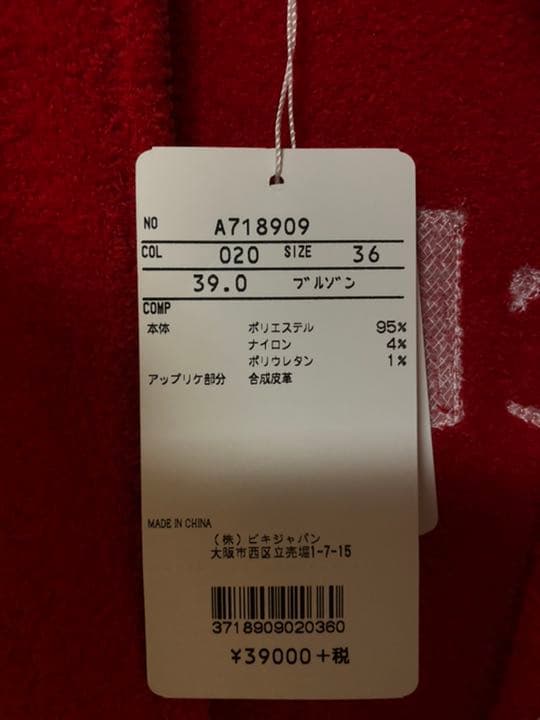 NO A718909
COL 020 SIZE 36
39.0 ブルゾン
COMP
本体 ポリエステル 95%
ナイロン 4%
ポリウレタン 1%
アップリケ部分 合成皮革
MADE IN CHINA
(株)ビキジャパン
大阪市西区立売堀1-7-15
3718909020360
¥39000+税